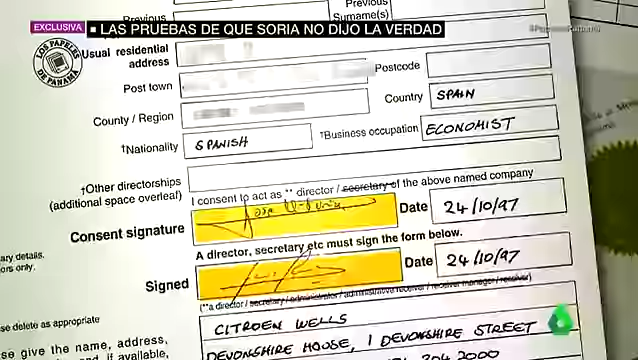 Previous
Previous
Surname(s)
EXCLUSIVA LAS PRUEBAS DE QUE SORIA NO DIJO LA VERDAD
LOS PAPELES DE PANAMÁ
Usual residential
address
Post town
Postcode
County / Region
Country SPAIN
†Nationality SPANISH
†Business occupation ECONOMIST
†Other directorships
(additional space overleaf)
I consent to act as ** director / secretary of the above named company
Consent signature
Date 24/10/97
ary details.
ors only.
A director, secretary etc must sign the form below.
Signed
Date 24/10/97
(**a director / secretary / administrator / administrative receiver / receiver manager / receiver)
se delete as appropriate
CITROEN WELLS
se give the name, address,
DEVONSHIRE HOUSE, 1 DEVONSHIRE STREET
and, if available,